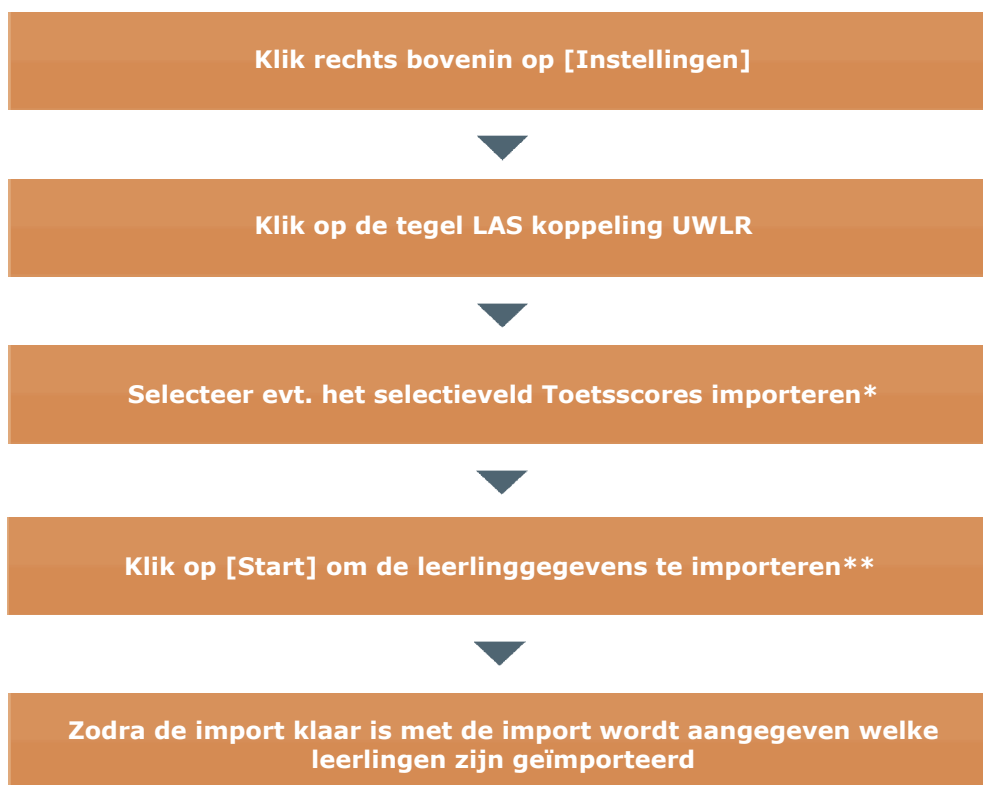 Klik rechts bovenin op [Instellingen]
Klik op de tegel LAS koppeling UWLR
Selecteer evt. het selectieveld Toetsscores importeren*
Klik op [Start] om de leerlinggegevens te importeren**
Zodra de import klaar is met de import wordt aangegeven welke
leerlingen zijn geïmporteerd